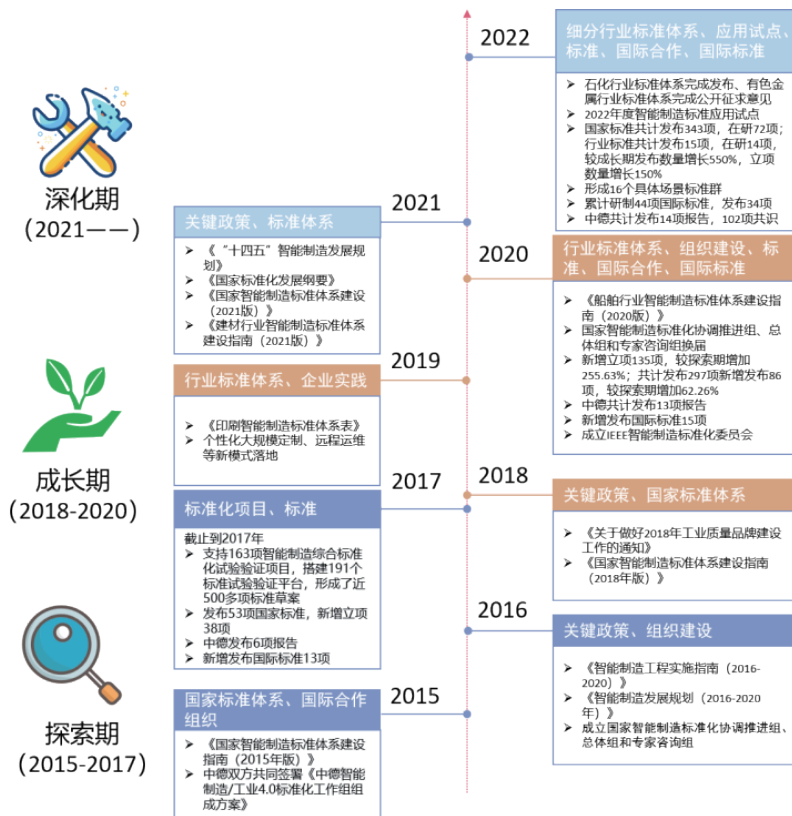 2022
细分行业标准体系、应用试点、
标准、国际合作、国际标准
➢ 石化行业标准体系完成发布、有色金
属行业标准体系完成公开征求意见
➢ 2022年度智能制造标准应用试点
➢ 国家标准共计发布343项，在研72项；
行业标准共计发布15项，在研14项，
较成长期发布数量增长550%，立项
数量增长150%
➢ 形成16个具体场景标准群
➢ 累计研制44项国际标准，发布34项
➢ 中德共计发布14项报告，102项共识
深化期
（2021——）
2021
关键政策、标准体系
➢ 《“十四五”智能制造发展规
划》
➢ 《国家标准化发展纲要》
➢ 《国家智能制造标准体系建设
（2021版）》
➢ 《建材行业智能制造标准体系
建设指南（2021版）》
2020
行业标准体系、组织建设、标
准、国际合作、国际标准
➢ 《船舶行业智能制造标准体系建设指
南（2020版）》
➢ 国家智能制造标准化协调推进组、总
体组和专家咨询组换届
➢ 新增立项135项，较探索期增加
255.63%；共计发布297项新增发布86
项，较探索期增加62.26%
➢ 中德共计发布13项报告
➢ 新增发布国际标准15项
➢ 成立IEEE智能制造标准化委员会
2019
行业标准体系、企业实践
➢ 《印刷智能制造标准体系表》
➢ 个性化大规模定制、远程运维
等新模式落地
成长期
（2018-2020）
2018
关键政策、国家标准体系
➢ 《关于做好2018年工业质量品牌建设
工作的通知》
➢ 《国家智能制造标准体系建设指南
（2018年版）》
2017
标准化项目、标准
截止到2017年
➢ 支持163项智能制造综合标准
化试验验证项目，搭建191个
标准试验验证平台，形成了近
500多项标准草案
➢ 发布53项国家标准，新增立项
38项
➢ 中德发布6项报告
➢ 新增发布国际标准13项
2016
关键政策、组织建设
➢ 《智能制造工程实施指南（2016-
2020）》
➢ 《智能制造发展规划（2016-2020
年）》
➢ 成立国家智能制造标准化协调推进组、
总体组和专家咨询组
探索期
（2015-2017）
2015
国家标准体系、国际合作
组织
➢ 《国家智能制造标准体系建设
指南（2015年版）》
➢ 中德双方共同签署《中德智能
制造/工业4.0标准化工作组组
成方案》